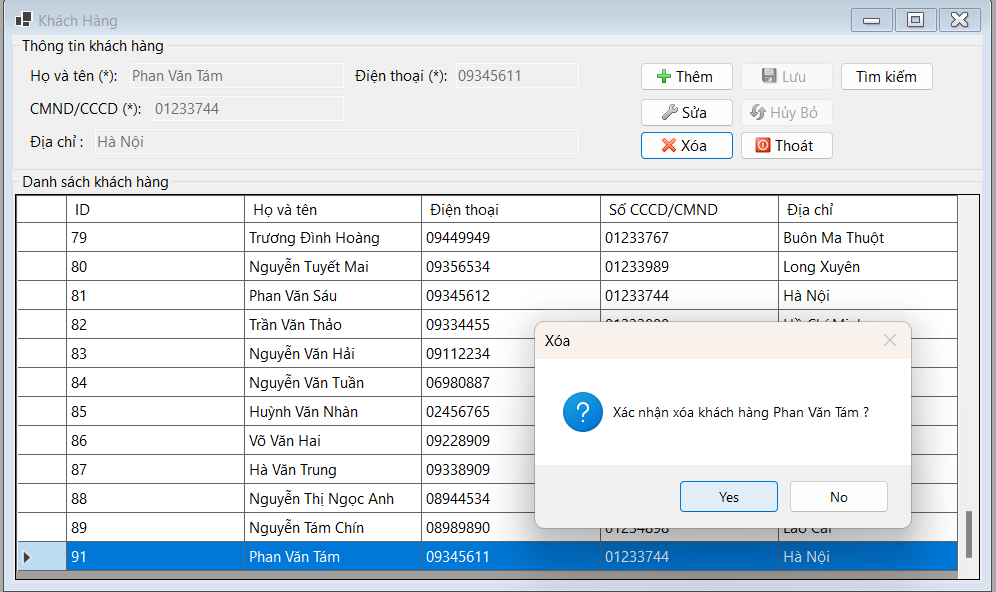 Khách Hàng
Thông tin khách hàng
Họ và tên (*): Phan Văn Tám Điện thoại (*): 09345611 Thêm Lưu Tìm kiếm
CMND/CCCD (*): 01233744 Sửa Hủy Bỏ
Địa chỉ : Hà Nội Xóa Thoát
Danh sách khách hàng
ID Họ và tên Điện thoại Số CCCD/CMND Địa chỉ
79 Trương Đình Hoàng 09449949 01233767 Buôn Ma Thuột
80 Nguyễn Tuyết Mai 09356534 01233989 Long Xuyên
81 Phan Văn Sáu 09345612 01233744 Hà Nội
82 Trần Văn Thảo 09334455
83 Nguyễn Văn Hải 09112234
84 Nguyễn Văn Tuấn 06980887
85 Huỳnh Văn Nhàn 02456765
86 Võ Văn Hai 09228909
87 Hà Văn Trung 09338909
88 Nguyễn Thị Ngọc Anh 08944534
89 Nguyễn Tám Chín 08989890
91 Phan Văn Tám 09345611 01233744 Hà Nội
Xóa
Xác nhận xóa khách hàng Phan Văn Tám ?
Yes No